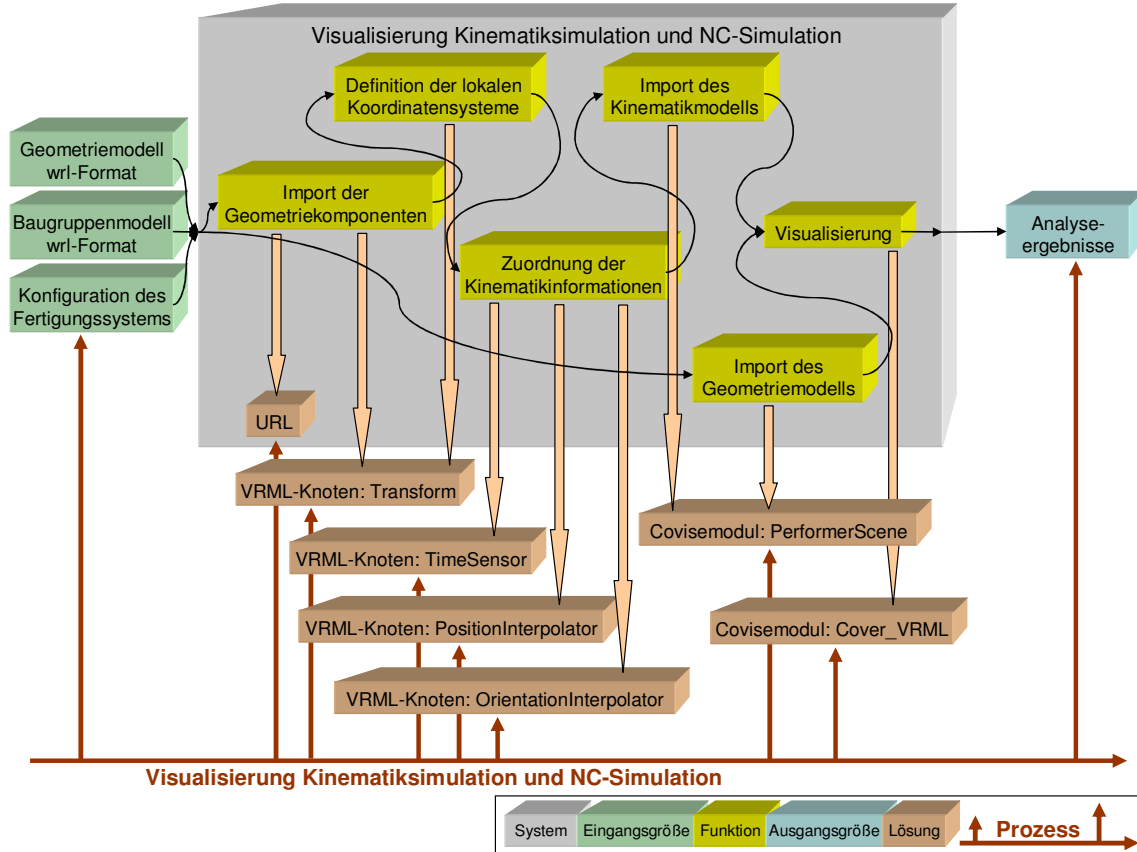 Visualisierung Kinematiksimulation und NC-Simulation
Definition der lokalen
Koordinatensysteme
Import des
Kinematikmodells
Geometriemodell
wrl-Format
Import der
Geometriekomponenten
Baugruppenmodell
wrl-Format
Visualisierung
Analyse-
ergebnisse
Zuordnung der
Kinematikinformationen
Konfiguration des
Fertigungssystems
Import des
Geometriemodells
URL
VRML-Knoten: Transform
Covisemodul: PerformerScene
VRML-Knoten: TimeSensor
VRML-Knoten: PositionInterpolator
Covisemodul: Cover_VRML
VRML-Knoten: OrientationInterpolator
Visualisierung Kinematiksimulation und NC-Simulation
System
Eingangsgröße
Funktion
Ausgangsgröße
Lösung
Prozess